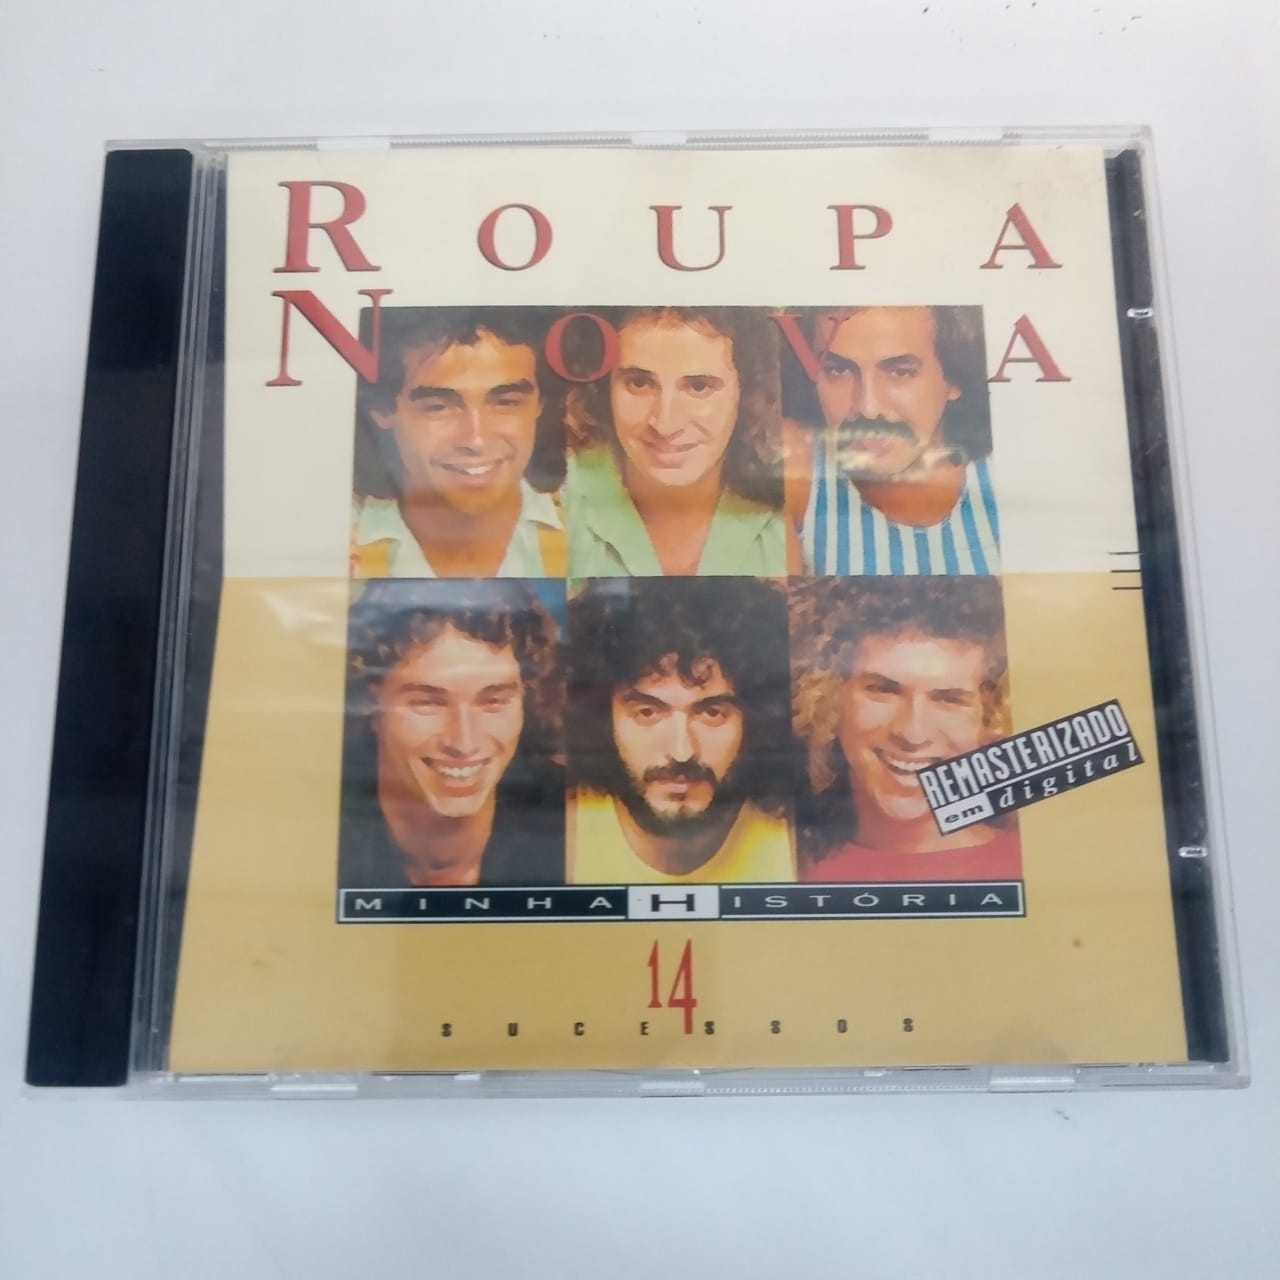 ROUPA
NOVA
REMASTERIZADO
em digital
MINHA HISTÓRIA
14
SUCESSOS